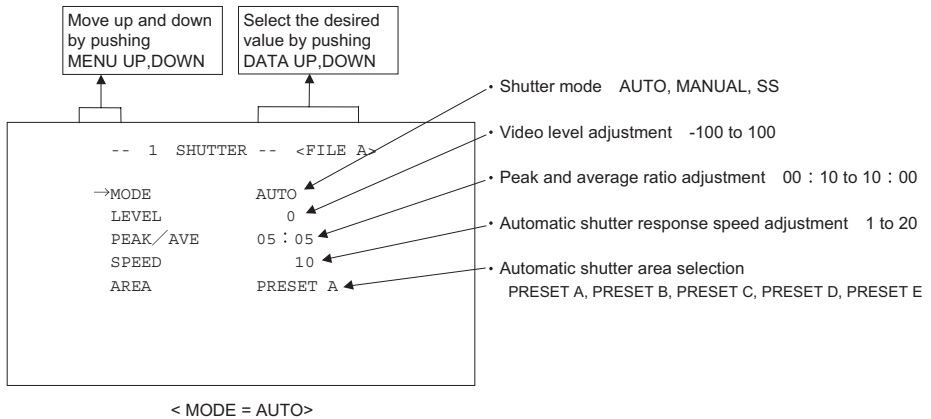 Move up and down
by pushing
MENU UP,DOWN
Select the desired
value by pushing
DATA UP,DOWN
-- 1 SHUTTER -- <FILE A>
→MODE AUTO
LEVEL 0
PEAK／AVE 05：05
SPEED 10
AREA PRESET A
・Shutter mode AUTO, MANUAL, SS
・Video level adjustment -100 to 100
・Peak and average ratio adjustment 00：10 to 10：00
・Automatic shutter response speed adjustment 1 to 20
・Automatic shutter area selection
PRESET A, PRESET B, PRESET C, PRESET D, PRESET E
< MODE = AUTO>